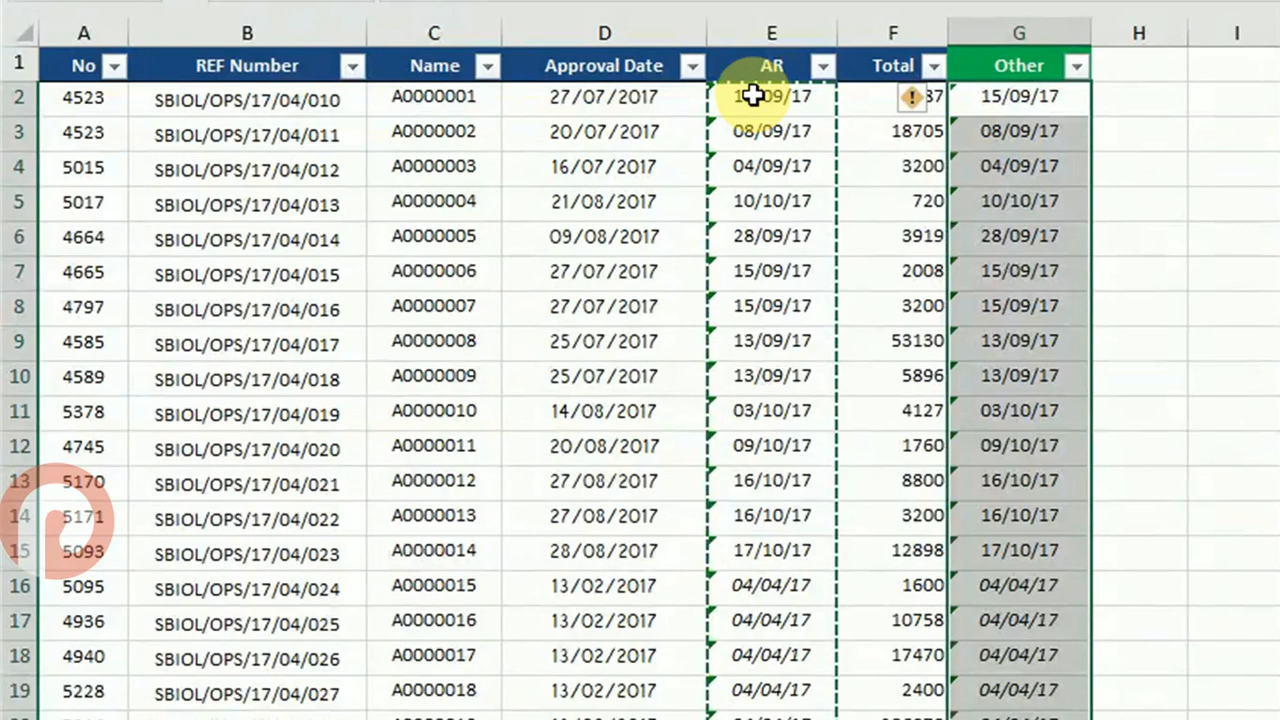 A B C D E F G H I
1 No REF Number Name Approval Date AR Total Other
2 4523 SBIOL/OPS/17/04/010 A0000001 27/07/2017 15/09/17
3 4523 SBIOL/OPS/17/04/011 A0000002 20/07/2017 08/09/17 18705 08/09/17
4 5015 SBIOL/OPS/17/04/012 A0000003 16/07/2017 04/09/17 3200 04/09/17
5 5017 SBIOL/OPS/17/04/013 A0000004 21/08/2017 10/10/17 720 10/10/17
6 4664 SBIOL/OPS/17/04/014 A0000005 09/08/2017 28/09/17 3919 28/09/17
7 4665 SBIOL/OPS/17/04/015 A0000006 27/07/2017 15/09/17 2008 15/09/17
8 4797 SBIOL/OPS/17/04/016 A0000007 27/07/2017 15/09/17 3200 15/09/17
9 4585 SBIOL/OPS/17/04/017 A0000008 25/07/2017 13/09/17 53130 13/09/17
10 4589 SBIOL/OPS/17/04/018 A0000009 25/07/2017 13/09/17 5896 13/09/17
11 5378 SBIOL/OPS/17/04/019 A0000010 14/08/2017 03/10/17 4127 03/10/17
12 4745 SBIOL/OPS/17/04/020 A0000011 20/08/2017 09/10/17 1760 09/10/17
13 5170 SBIOL/OPS/17/04/021 A0000012 27/08/2017 16/10/17 8800 16/10/17
14 5171 SBIOL/OPS/17/04/022 A0000013 27/08/2017 16/10/17 3200 16/10/17
15 5093 SBIOL/OPS/17/04/023 A0000014 28/08/2017 17/10/17 12898 17/10/17
16 5095 SBIOL/OPS/17/04/024 A0000015 13/02/2017 04/04/17 1600 04/04/17
17 4936 SBIOL/OPS/17/04/025 A0000016 13/02/2017 04/04/17 10758 04/04/17
18 4940 SBIOL/OPS/17/04/026 A0000017 13/02/2017 04/04/17 17470 04/04/17
19 5228 SBIOL/OPS/17/04/027 A0000018 13/02/2017 04/04/17 2400 04/04/17